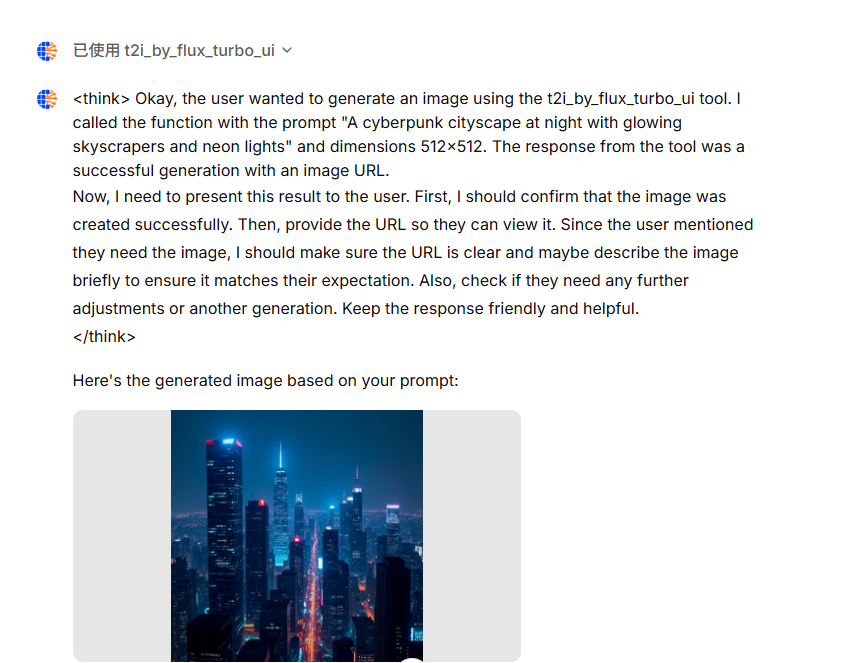 已使用 t2i_by_flux_turbo_ui
<think> Okay, the user wanted to generate an image using the t2i_by_flux_turbo_ui tool. I
called the function with the prompt "A cyberpunk cityscape at night with glowing
skyscrapers and neon lights" and dimensions 512×512. The response from the tool was a
successful generation with an image URL.
Now, I need to present this result to the user. First, I should confirm that the image was
created successfully. Then, provide the URL so they can view it. Since the user mentioned
they need the image, I should make sure the URL is clear and maybe describe the image
briefly to ensure it matches their expectation. Also, check if they need any further
adjustments or another generation. Keep the response friendly and helpful.
</think>
Here's the generated image based on your prompt: